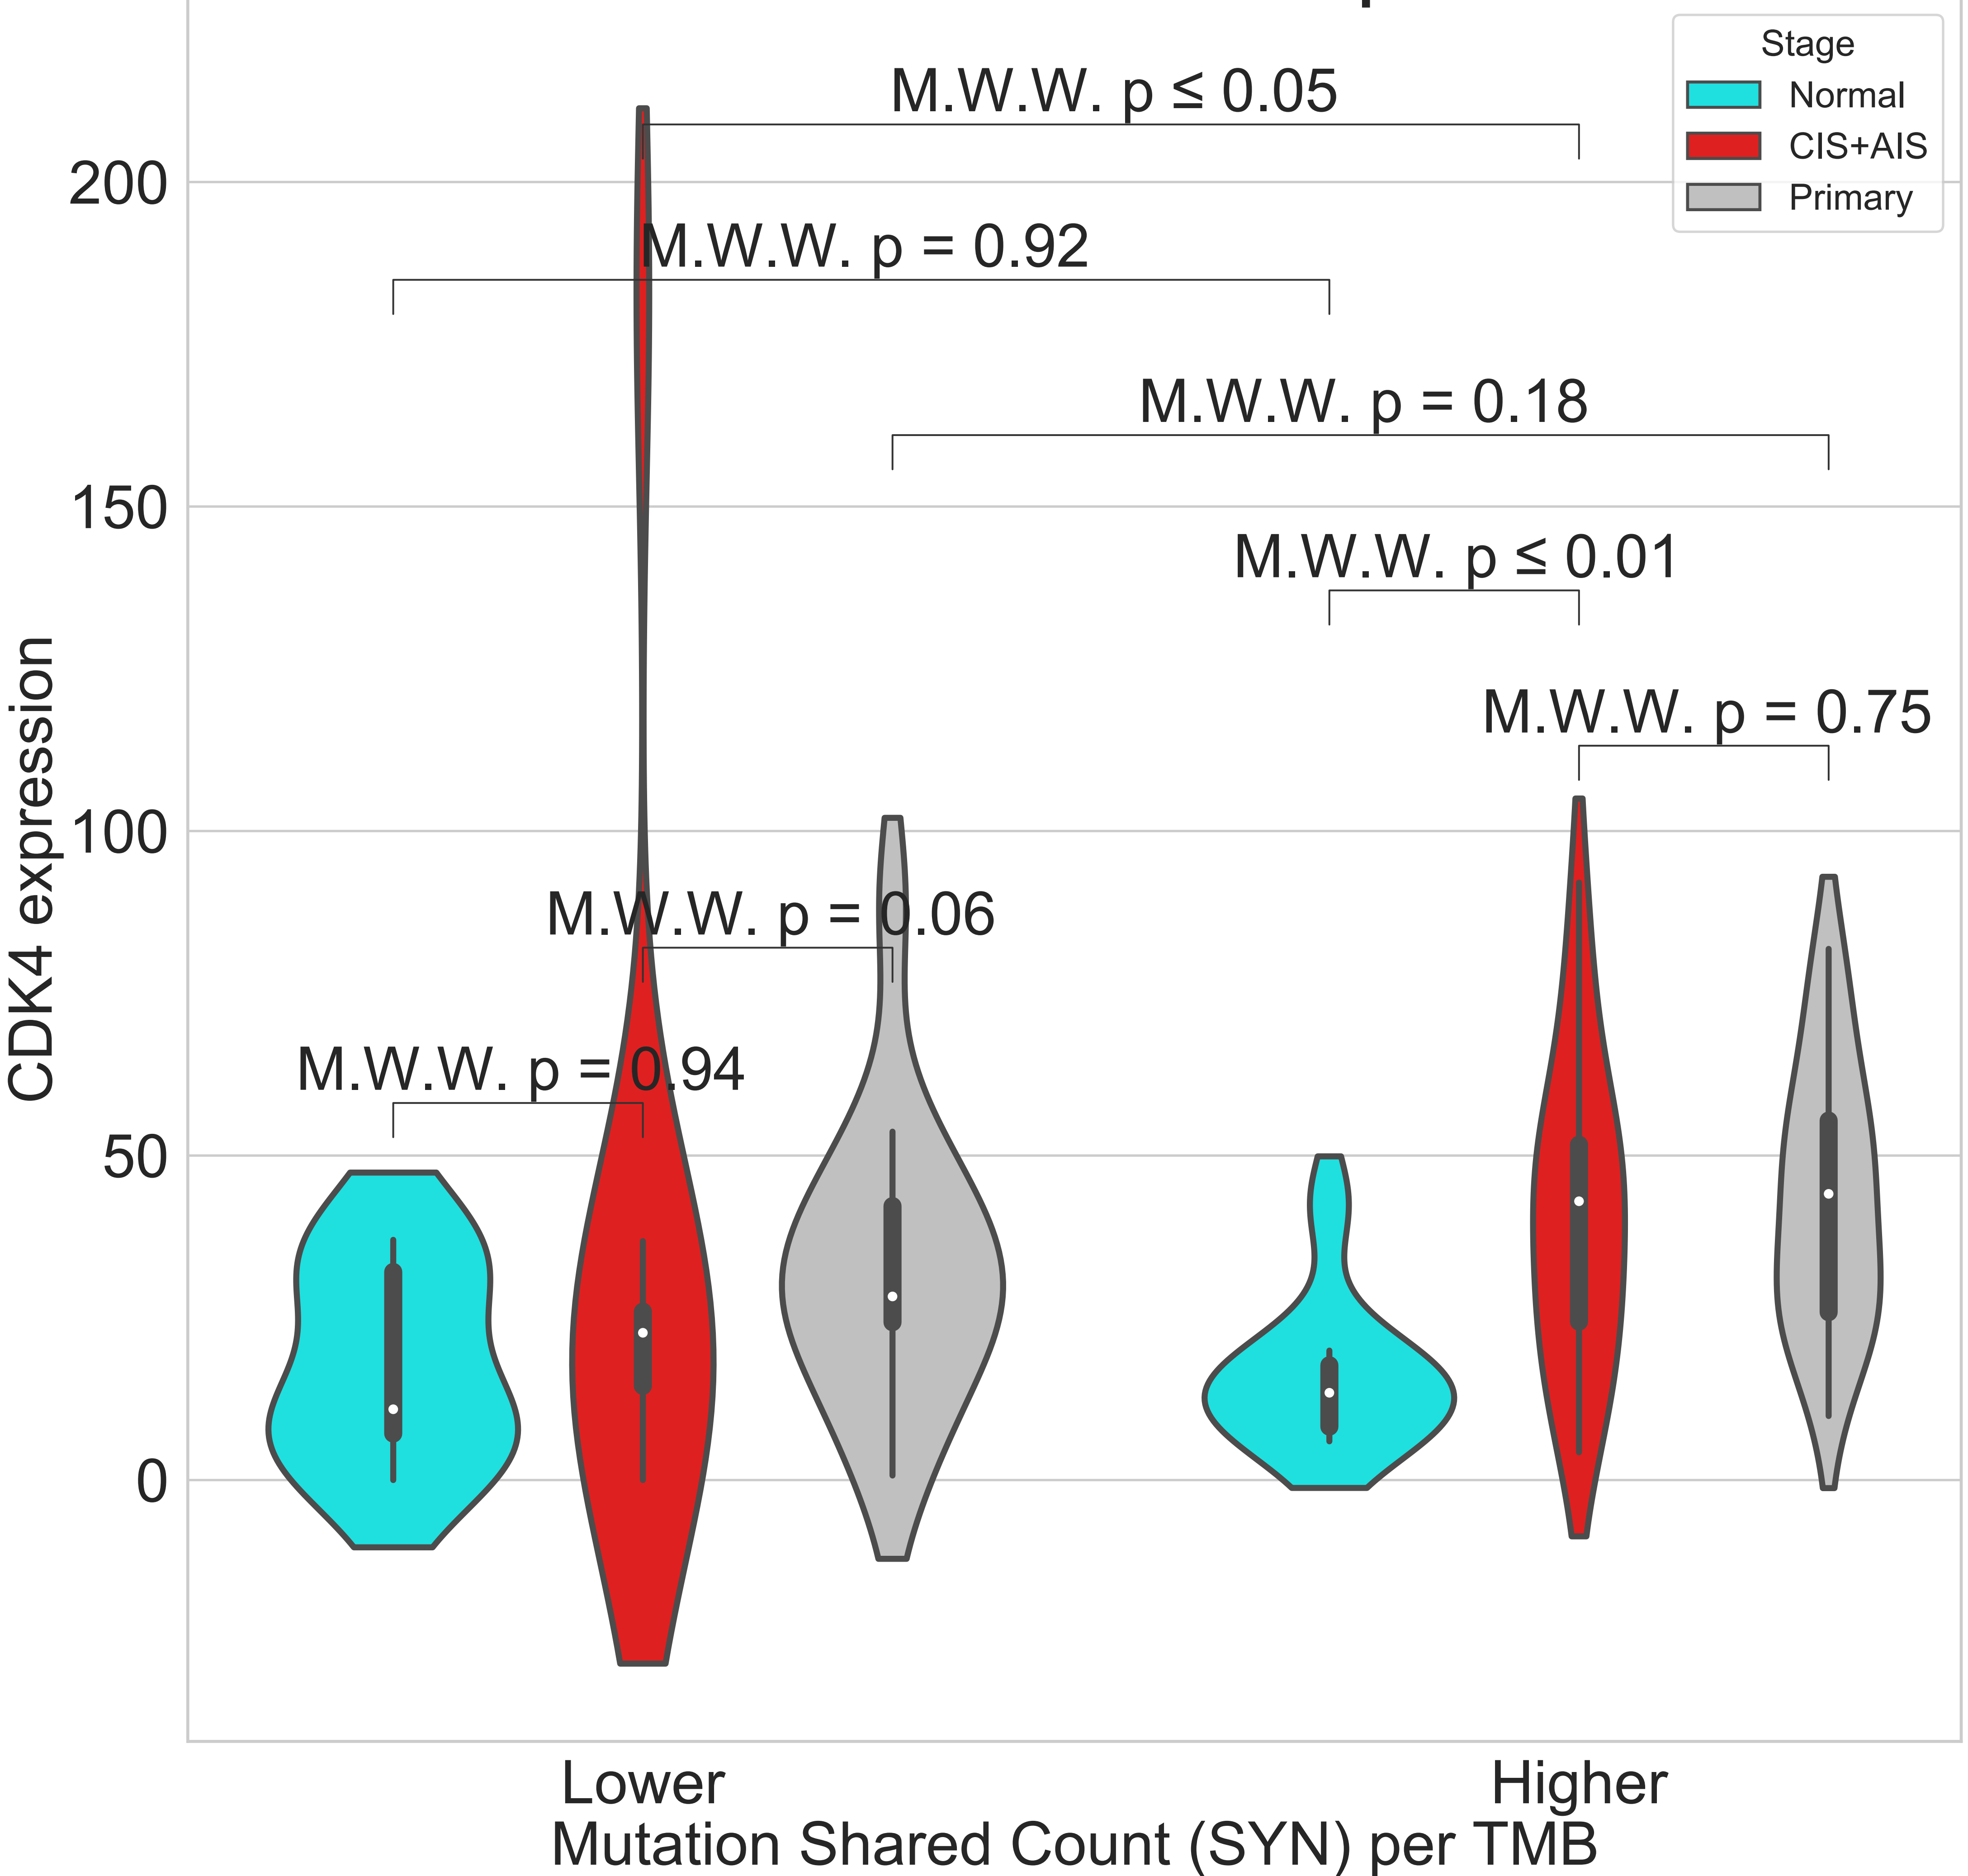 Stage
Normal
CIS+AIS
Primary
M.W.W. p ≤ 0.05
M.W.W. p = 0.92
M.W.W. p = 0.18
M.W.W. p ≤ 0.01
M.W.W. p = 0.75
M.W.W. p = 0.06
M.W.W. p = 0.94
200
150
100
50
0
CDK4 expression
Lower
Higher
Mutation Shared Count (SYN) per TMB